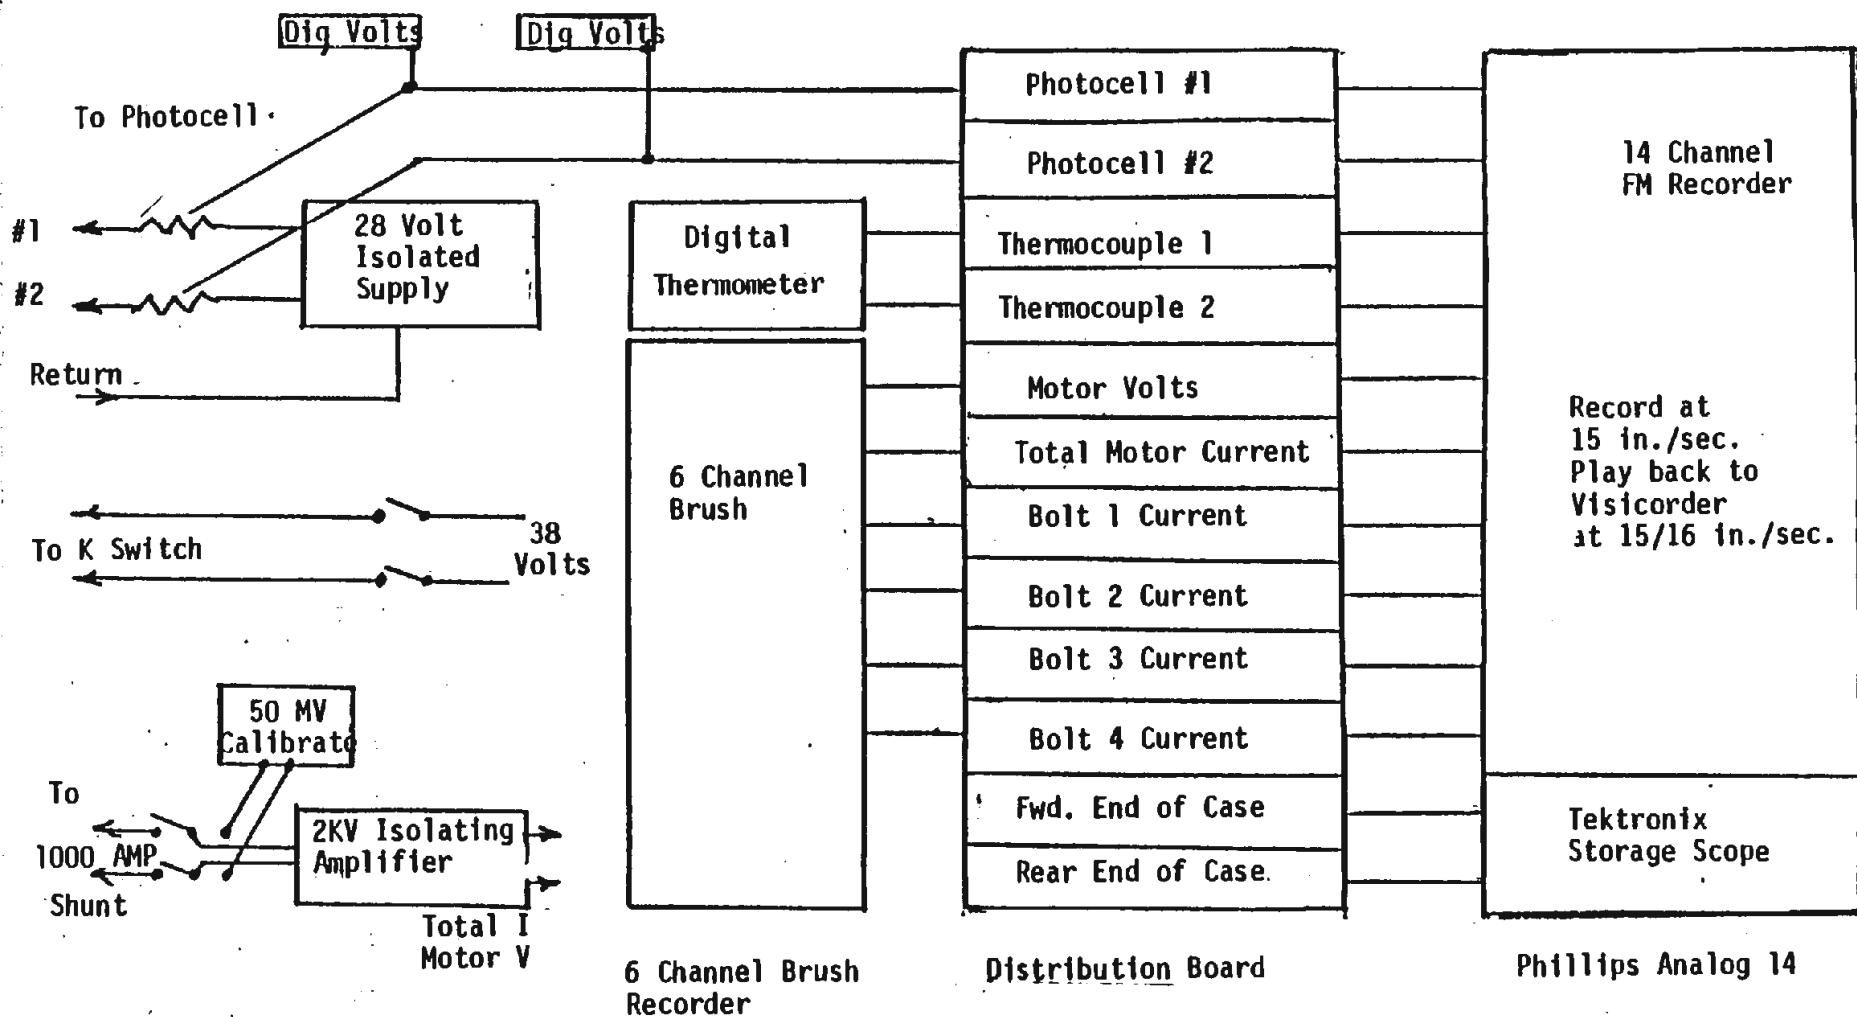 Dig Volts
Dig Volts
To Photocell
#1
#2
Return
28 Volt
Isolated
Supply
To K Switch
38
Volts
50 MV
Calibrate
To
1000 AMP
Shunt
2KV Isolating
Amplifier
Total I
Motor V
Digital
Thermometer
6 Channel
Brush
6 Channel Brush
Recorder
Photocell #1
Photocell #2
Thermocouple 1
Thermocouple 2
Motor Volts
Total Motor Current
Bolt 1 Current
Bolt 2 Current
Bolt 3 Current
Bolt 4 Current
Fwd. End of Case
Rear End of Case
Distribution Board
14 Channel
FM Recorder
Record at
15 in./sec.
Play back to
Visicorder
at 15/16 in./sec.
Tektronix
Storage Scope
Phillips Analog 14